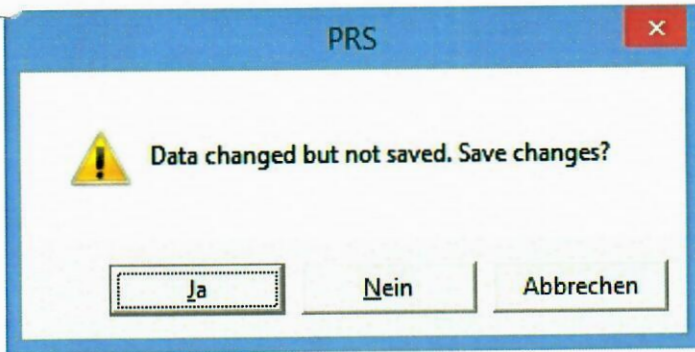 PRS
Data changed but not saved. Save changes?
Ja
Nein
Abbrechen